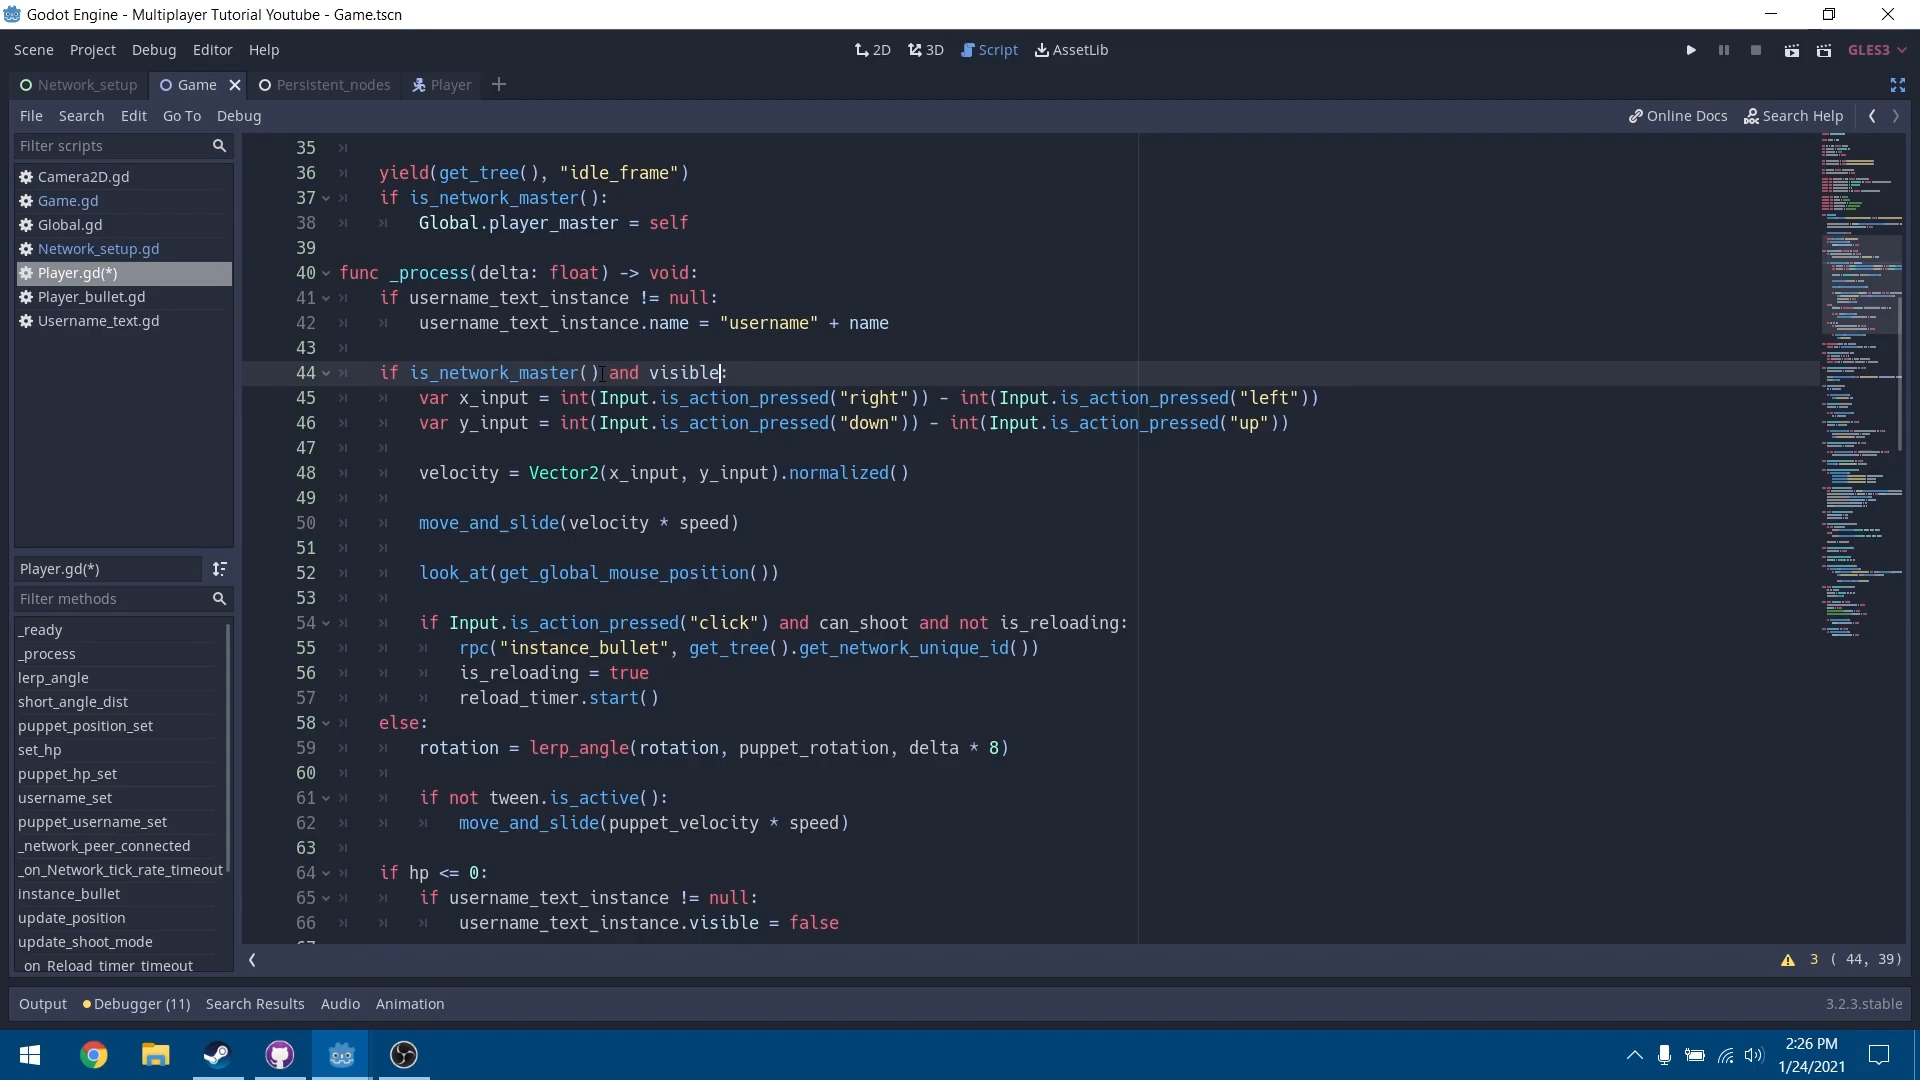 Godot Engine - Multiplayer Tutorial Youtube - Game.tscn
Scene Project Debug Editor Help
2D 3D Script AssetLib
GLES3
Network_setup Game Persistent_nodes Player
File Search Edit Go To Debug
Online Docs Search Help
Filter scripts
Camera2D.gd
Game.gd
Global.gd
Network_setup.gd
Player.gd(*)
Player_bullet.gd
Username_text.gd
Player.gd(*)
Filter methods
_ready
_process
lerp_angle
short_angle_dist
puppet_position_set
set_hp
puppet_hp_set
username_set
puppet_username_set
_network_peer_connected
_on_Network_tick_rate_timeout
instance_bullet
update_position
update_shoot_mode
_on_Reload_timer_timeout
35
36 yield(get_tree(), "idle_frame")
37 if is_network_master():
38 Global.player_master = self
39
40 func _process(delta: float) -> void:
41 if username_text_instance != null:
42 username_text_instance.name = "username" + name
43
44 if is_network_master() and visible:
45 var x_input = int(Input.is_action_pressed("right")) - int(Input.is_action_pressed("left"))
46 var y_input = int(Input.is_action_pressed("down")) - int(Input.is_action_pressed("up"))
47
48 velocity = Vector2(x_input, y_input).normalized()
49
50 move_and_slide(velocity * speed)
51
52 look_at(get_global_mouse_position())
53
54 if Input.is_action_pressed("click") and can_shoot and not is_reloading:
55 rpc("instance_bullet", get_tree().get_network_unique_id())
56 is_reloading = true
57 reload_timer.start()
58 else:
59 rotation = lerp_angle(rotation, puppet_rotation, delta * 8)
60
61 if not tween.is_active():
62 move_and_slide(puppet_velocity * speed)
63
64 if hp <= 0:
65 if username_text_instance != null:
66 username_text_instance.visible = false
67
3 ( 44, 39)
Output Debugger (11) Search Results Audio Animation
3.2.3.stable
2:26 PM
1/24/2021